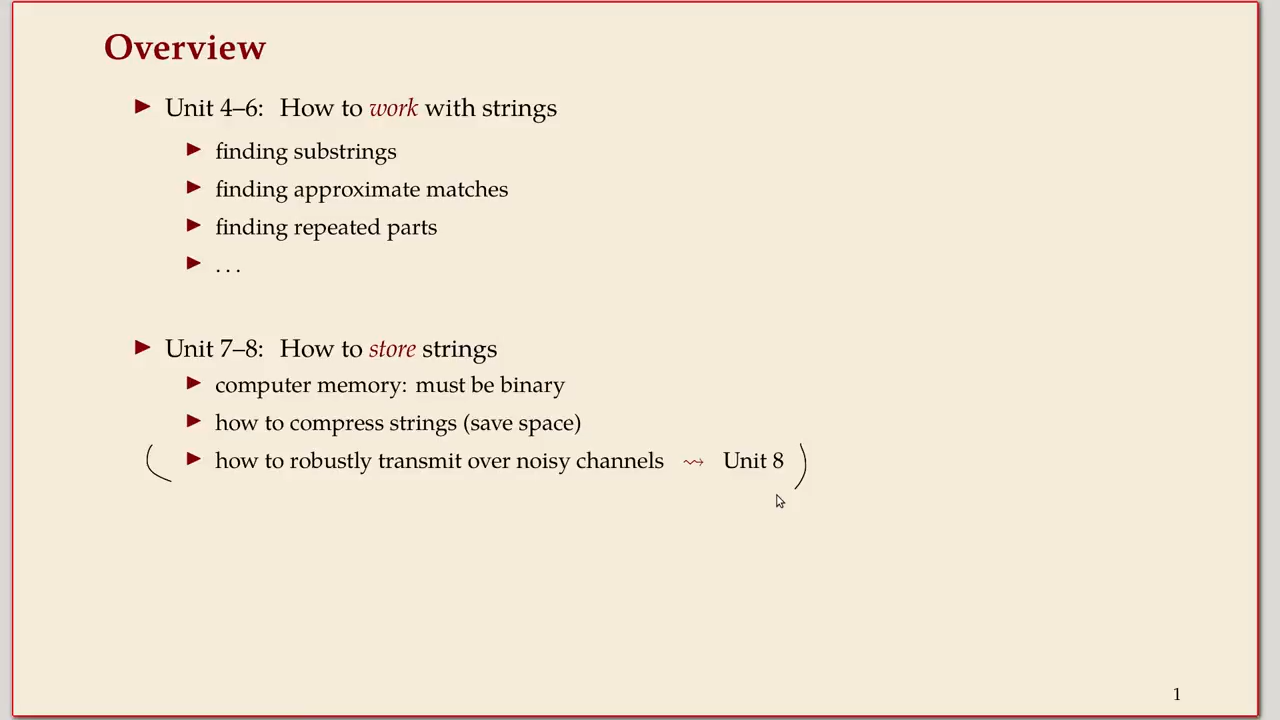 Overview
▶ Unit 4–6: How to work with strings
▶ finding substrings
▶ finding approximate matches
▶ finding repeated parts
▶ . . .
▶ Unit 7–8: How to store strings
▶ computer memory: must be binary
▶ how to compress strings (save space)
( ▶ how to robustly transmit over noisy channels ⇝ Unit 8 )
1